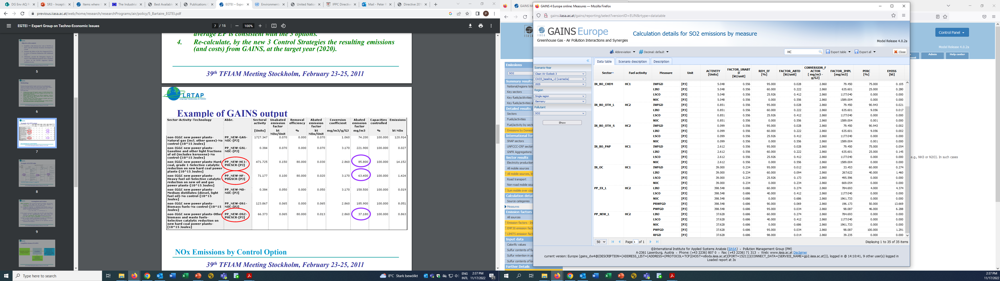 DG Env AQ P
SR3 - Incepti
Items where
The Industrial
Best Available
Publications
EGTEI – Exper
Environmenta
United Natio
IPPC Directive
Mail - Peter R
Directive 201
previous.iiasa.ac.at/web/home/research/researchPrograms/air/policy/5_Bartaire_EGTEI.pdf
EGTEI – Expert Group on Techno-Economic Issues
7 / 15
100%
5
6
7
8
9
average EF is consistent with the 3 options.
4. Re-calculate, by the new 3 Control Strategies the resulting emissions
(and costs) from GAINS, at the target year (2020).
39th TFIAM Meeting Stockholm, February 23-25, 2011
LRTAP
Long-range Transboundary Air Pollution
Example of GAINS output
Sector-Activity-Technology Abbr. Sectoral activity [Units] Unabated emission factor kt NOx/Unit Removal efficiency % Abated emission factor kt NOx/Unit Coversion coefficient mg/m3/g/GJ Abated emission factor mg/m3 Capacities controlled % Emissions kt NOx
non-IGGC new power plants-Natural gas (incl. other gases)-No control-[10^15 Joules] PP_NEW-GAS-NOC-[PJ] 1727.347 0.070 0.000 0.070 1.060 74.200 100.000 120.914
non-IGGC new power plants-Gasoline and other light fractions of oil (includes kerosene)-No control-[10^15 Joules] PP_NEW-GSL-NOC-[PJ] 0.384 0.070 0.000 0.070 3.170 221.900 100.000 0.027
non-IGGC new power plants-Hard coal, grade 1-Selective catalytic reduction on new hard coal power plants-[10^15 Joules] PP_NEW-HC1-PHCSCR-[PJ] 471.725 0.150 80.000 0.030 2.860 85.800 100.000 14.152
non-IGGC new power plants-Heavy fuel oil-Selective catalytic reduction on new oil and gas power plants-[10^15 Joules] PP_NEW-HF-POGSCR-[PJ] 71.177 0.100 80.000 0.020 3.170 63.400 100.000 1.424
non-IGGC new power plants-Medium distillates (diesel, light fuel oil)-No control-[10^15 Joules] PP_NEW-MD-NOC-[PJ] 0.384 0.050 0.000 0.050 3.170 158.500 100.000 0.019
non-IGGC new power plants-Biomass fuels-No control-[10^15 Joules] PP_NEW-OS1-NOC-[PJ] 123.867 0.065 0.000 0.065 2.860 185.900 100.000 8.051
non-IGGC new power plants-Other biomass and waste fuels-Selective catalytic reduction on new hard coal power plants-[10^15 Joules] PP_NEW-OS2-PHCSCR-[PJ] 66.373 0.065 80.000 0.013 2.860 37.180 100.000 0.863
NOx Emissions by Control Option
39th TFIAM Meeting Stockholm, February 23-25, 2011
Type here to search
8°C Stark bewölkt
ENG
INTL
2:37 PM
11/17/2022
21
GAINS M
Control Panel
Model Release 4.0.2a
Admin
Help center
Emissions
SO2
Summary results
National/regions tota
Key sectors
Key fuels/activities
Key fuels/activities a
Detailed results
Sectors
Fuels/activities
Fuel/activity by sect
! Emissions by Domest
International for
SNAP sectors
UNFCCC-CRF sector
GNFR Aggregations
Sector results
Electricity production
All mobile sources
! All mobile sources, b
Road transport
Non-road mobile sou
! Sum mobile over cou
Calculation detai
Source categories
Measures
Emission factors
All sources
! Emission factors - In
! EMF30 emission fact
! LIMITS emission fact
Input data
Calorific values
Sulfur contents of fu
Sulfur retention in as
Sulfur contents of lo
Further Details
e.g., NH3 or N2O). In such cases
GAINS 4 Europe online: Measures — Mozilla Firefox
gains.iiasa.ac.at/gains/reporting/select?versionID=EUN&rtype=datatable
IIASA
GAINS Europe
Greenhouse Gas - Air Pollution Interactions and Synergies
Calculation details for SO2 emissions by measure
Model Release 4.0.2a
Abbreviation
Decimal: default
HC
Export table
Export all
Close
Scenario-Year
Clean Air Outlook 3
CAO3_baseline_v2 (warnecke)
2025
Region
Single region
Germany
Pollutant
SO2
Show
Data table
Scenario description
Description
Sector Fuel activity Measure Unit ACTIVITY [Units] FACTOR_UNABTD [kt/unit] REM_EF [%] FACTOR_ABTD [kt/unit] CONVERSION_FACTOR [ mg/m3 - g/GJ] FACTOR_IMPL [mg/m3] PERC [%] EMISS [kt]
IN_BO_CHEM HC1 IWFGD [PJ] 5.048 0.556 95.000 0.028 2.860 79.450 75.000 0.105
LINJ [PJ] 5.048 0.556 60.000 0.222 2.860 635.601 25.000 0.280
LSCO [PJ] 5.048 0.556 25.926 0.412 2.860 1177.040 0.000 0.000
NOC [PJ] 5.048 0.556 0.000 0.556 2.860 1589.004 0.000 0.000
IN_BO_OTH_L HC2 IWFGD [PJ] 0.851 0.556 95.000 0.028 2.860 79.450 90.943 0.021
LINJ [PJ] 0.851 0.556 60.000 0.222 2.860 635.601 9.056 0.017
LSCO [PJ] 0.851 0.556 25.926 0.412 2.860 1177.040 0.000 0.000
NOC [PJ] 0.851 0.556 0.000 0.556 2.860 1589.004 0.001 0.000
IN_BO_OTH_S HC2 IWFGD [PJ] 0.099 0.556 95.000 0.028 2.860 79.450 90.943 0.002
LINJ [PJ] 0.099 0.556 60.000 0.222 2.860 635.601 9.056 0.002
LSCO [PJ] 0.099 0.556 25.926 0.412 2.860 1177.040 0.000 0.000
NOC [PJ] 0.099 0.556 0.000 0.556 2.860 1589.004 0.001 0.000
IN_BO_PAP HC1 IWFGD [PJ] 2.612 0.556 95.000 0.028 2.860 79.450 75.000 0.054
LINJ [PJ] 2.612 0.556 60.000 0.222 2.860 635.601 25.000 0.145
LSCO [PJ] 2.612 0.556 25.926 0.412 2.860 1177.040 0.000 0.000
NOC [PJ] 2.612 0.556 0.000 0.556 2.860 1589.004 0.000 0.000
IN_OC HC1 IWFGD [PJ] 39.000 0.234 95.000 0.012 2.860 33.453 60.000 0.274
LINJ [PJ] 39.000 0.234 60.000 0.094 2.860 267.622 40.000 1.460
LSCO [PJ] 39.000 0.234 25.926 0.173 2.860 495.596 0.000 0.000
NOC [PJ] 39.000 0.234 0.000 0.234 2.860 669.054 0.000 0.000
PP_EX_L HC2 LINJ [PJ] 398.548 0.686 60.000 0.274 2.860 784.693 4.000 4.374
LSCO [PJ] 398.548 0.686 40.000 0.412 2.860 1177.040 0.000 0.000
NOC [PJ] 398.548 0.686 0.000 0.686 2.860 1961.733 0.000 0.000
PRWFGD [PJ] 398.548 0.686 90.000 0.069 2.860 196.173 50.000 13.669
PWFGD [PJ] 398.548 0.686 95.000 0.034 2.860 98.087 46.000 6.288
PP_NEW_L HC2 LINJ [PJ] 37.628 0.686 60.000 0.274 2.860 784.693 0.000 0.000
LSCO [PJ] 37.628 0.686 40.000 0.412 2.860 1177.040 0.000 0.000
NOC [PJ] 37.628 0.686 0.000 0.686 2.860 1961.733 0.000 0.000
PWFGD [PJ] 37.628 0.686 95.000 0.034 2.860 98.087 100.000 1.291
RFGD [PJ] 37.628 0.686 98.000 0.014 2.860 39.235 0.000 0.000
50
Page 1 of 1
Displaying 1 to 35 of 35 items
©International Institute for Applied Systems Analysis (IIASA) • Pollution Management Group (PM)
A-2361 Laxenburg, Austria • Phone: (+43 2236) 807 0 • Fax: (+43 2236) 71 313 • Web: www.iiasa.ac.at Disclaimer
current version: Europe (gains_dw4@(DESCRIPTION=(ADDRESS_LIST=(ADDRESS=(PROTOCOL=TCP)(HOST=x8oda.iiasa.ac.at)(PORT=1521)))(CONNECT_DATA=(SERVICE_NAME=gp2.iiasa.ac.at))), logged in @ 14:10:41, 9 other user(s) logged in
Loaded report at 3s
2:37 PM
11/17/2022